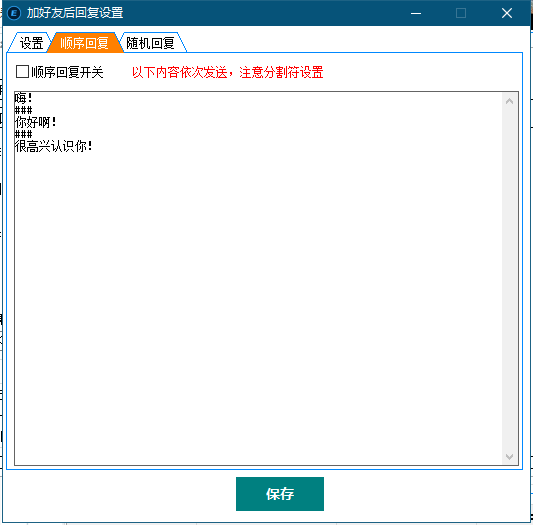 加好友后回复设置
设置 顺序回复 随机回复
顺序回复开关 以下内容依次发送，注意分割符设置
嗨!
###
你好啊!
###
很高兴认识你!
保存